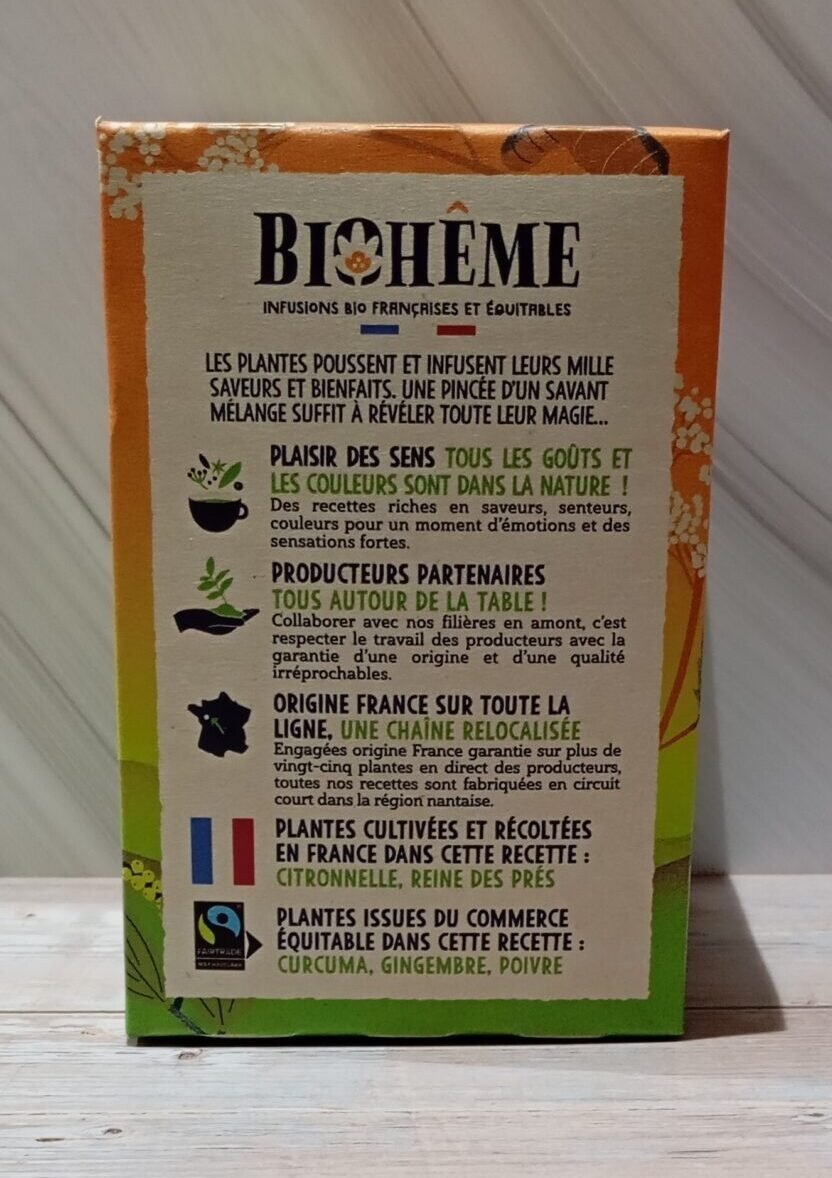 BIOHÊME
INFUSIONS BIO FRANÇAISES ET ÉQUITABLES
LES PLANTES POUSSENT ET INFUSENT LEURS MILLE
SAVEURS ET BIENFAITS. UNE PINCÉE D'UN SAVANT
MÉLANGE SUFFIT À RÉVÉLER TOUTE LEUR MAGIE...
PLAISIR DES SENS TOUS LES GOÛTS ET
LES COULEURS SONT DANS LA NATURE !
Des recettes riches en saveurs, senteurs,
couleurs pour un moment d'émotions et des
sensations fortes.
PRODUCTEURS PARTENAIRES
TOUS AUTOUR DE LA TABLE !
Collaborer avec nos filières en amont, c'est
respecter le travail des producteurs avec la
garantie d'une origine et d'une qualité
irréprochables.
ORIGINE FRANCE SUR TOUTE LA
LIGNE, UNE CHAÎNE RELOCALISÉE
Engagées origine France garantie sur plus de
vingt-cinq plantes en direct des producteurs,
toutes nos recettes sont fabriquées en circuit
court dans la région nantaise.
PLANTES CULTIVÉES ET RÉCOLTÉES
EN FRANCE DANS CETTE RECETTE :
CITRONNELLE, REINE DES PRÉS
FAIRTRADE
PLANTES ISSUES DU COMMERCE
ÉQUITABLE DANS CETTE RECETTE :
CURCUMA, GINGEMBRE, POIVRE